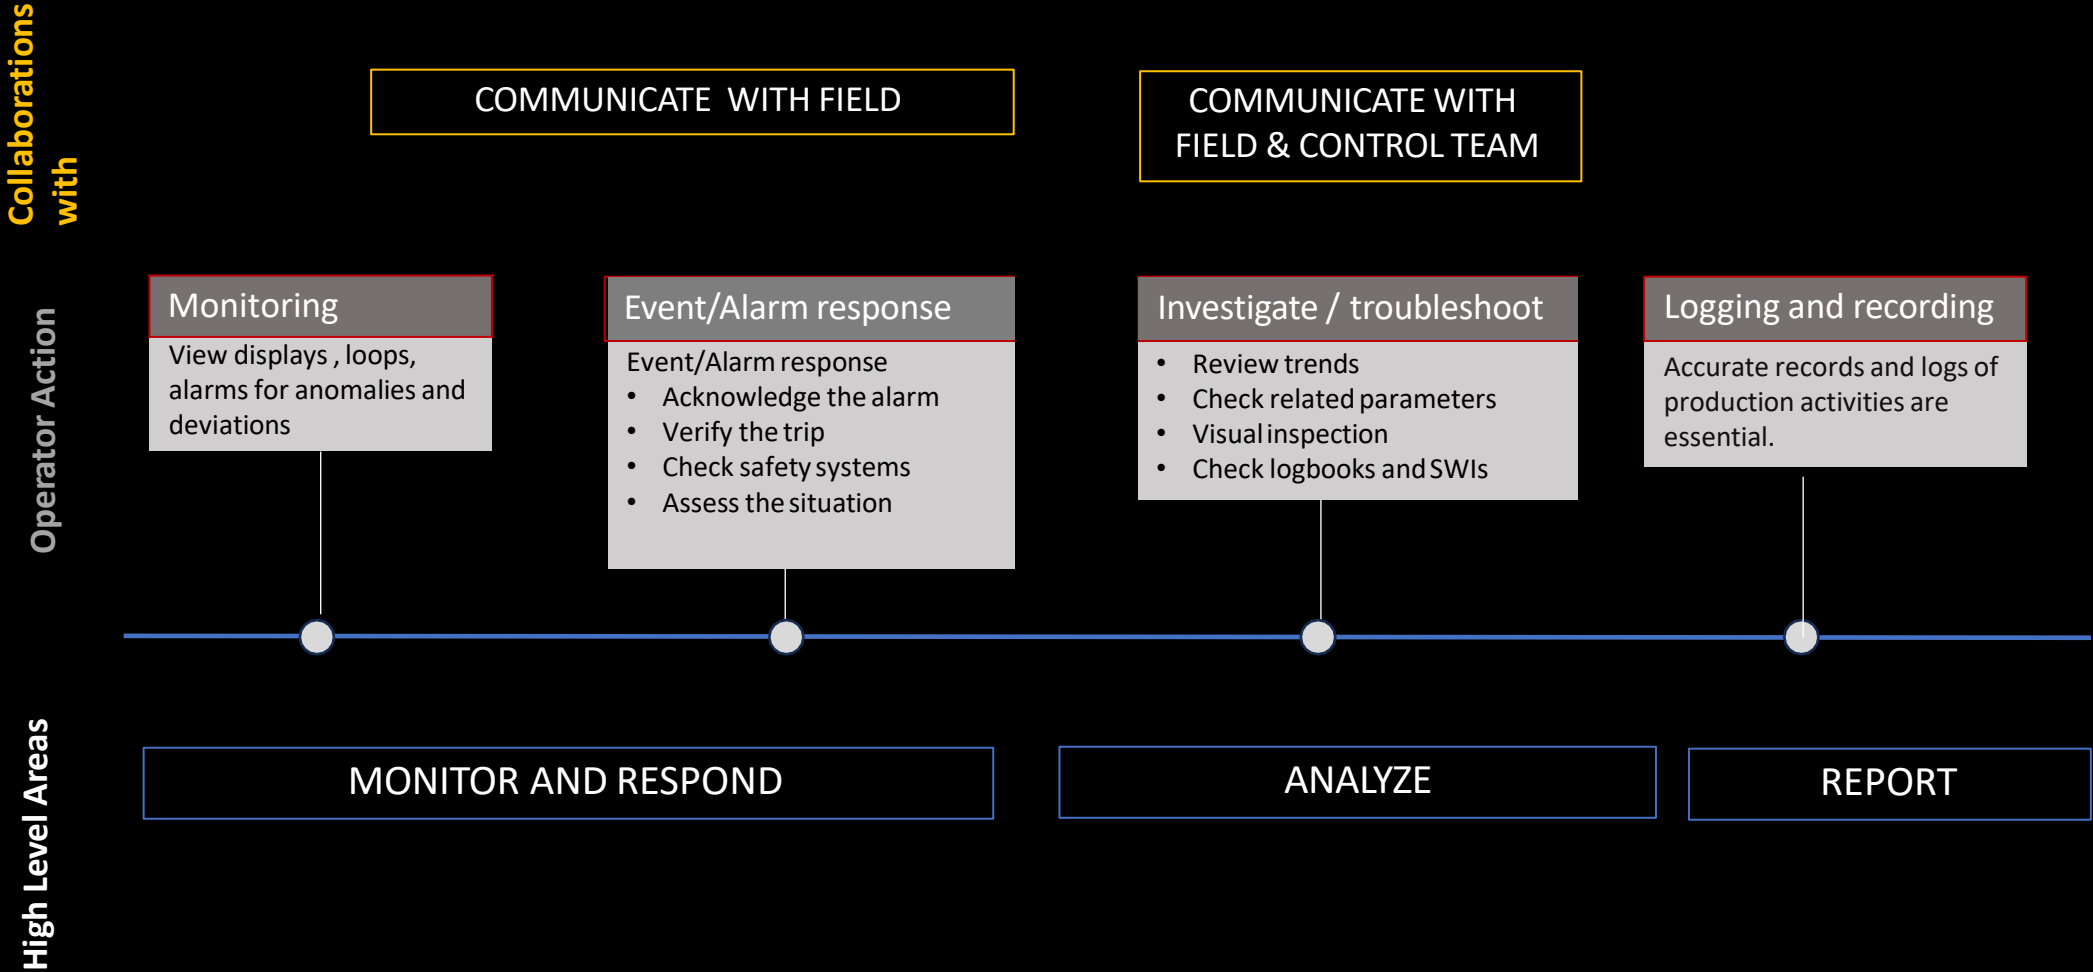 Collaborations
with
COMMUNICATE WITH FIELD
COMMUNICATE WITH
FIELD & CONTROL TEAM
Operator Action
Monitoring
View displays , loops,
alarms for anomalies and
deviations
Event/Alarm response
Event/Alarm response
• Acknowledge the alarm
• Verify the trip
• Check safety systems
• Assess the situation
Investigate / troubleshoot
• Review trends
• Check related parameters
• Visual inspection
• Check logbooks and SWIs
Logging and recording
Accurate records and logs of
production activities are
essential.
High Level Areas
MONITOR AND RESPOND
ANALYZE
REPORT